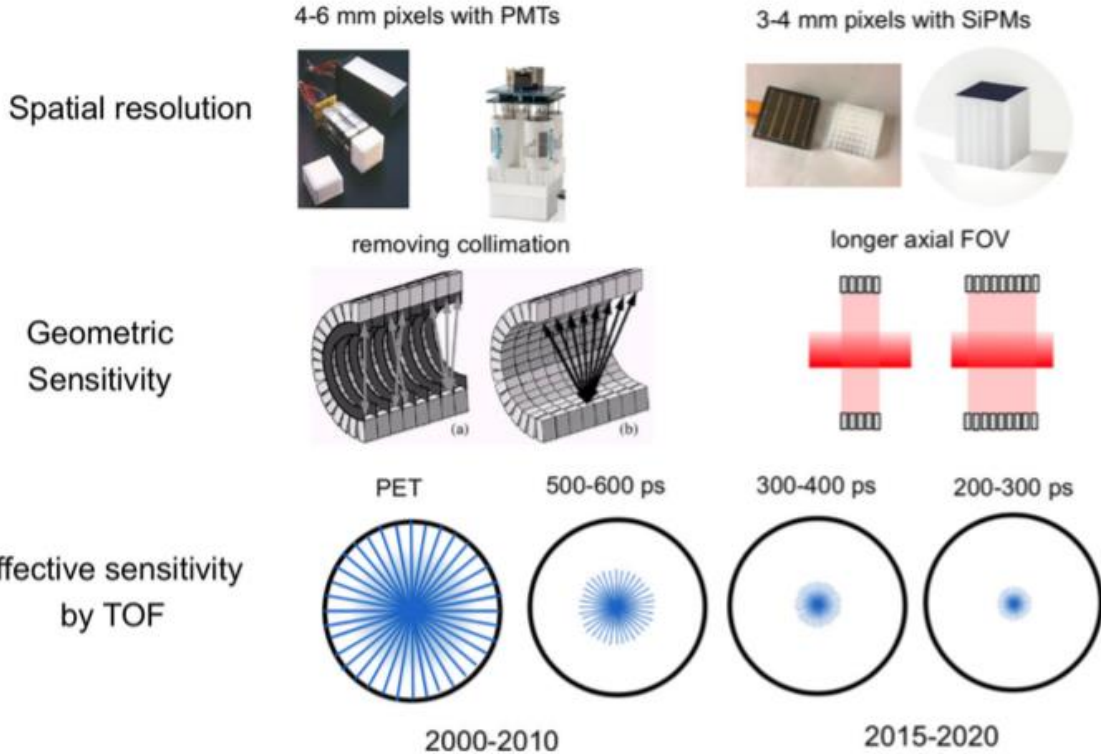 4-6 mm pixels with PMTs
3-4 mm pixels with SiPMs
Spatial resolution
removing collimation
longer axial FOV
Geometric
Sensitivity
(a)
(b)
PET
500-600 ps
300-400 ps
200-300 ps
ffective sensitivity
by TOF
2000-2010
2015-2020